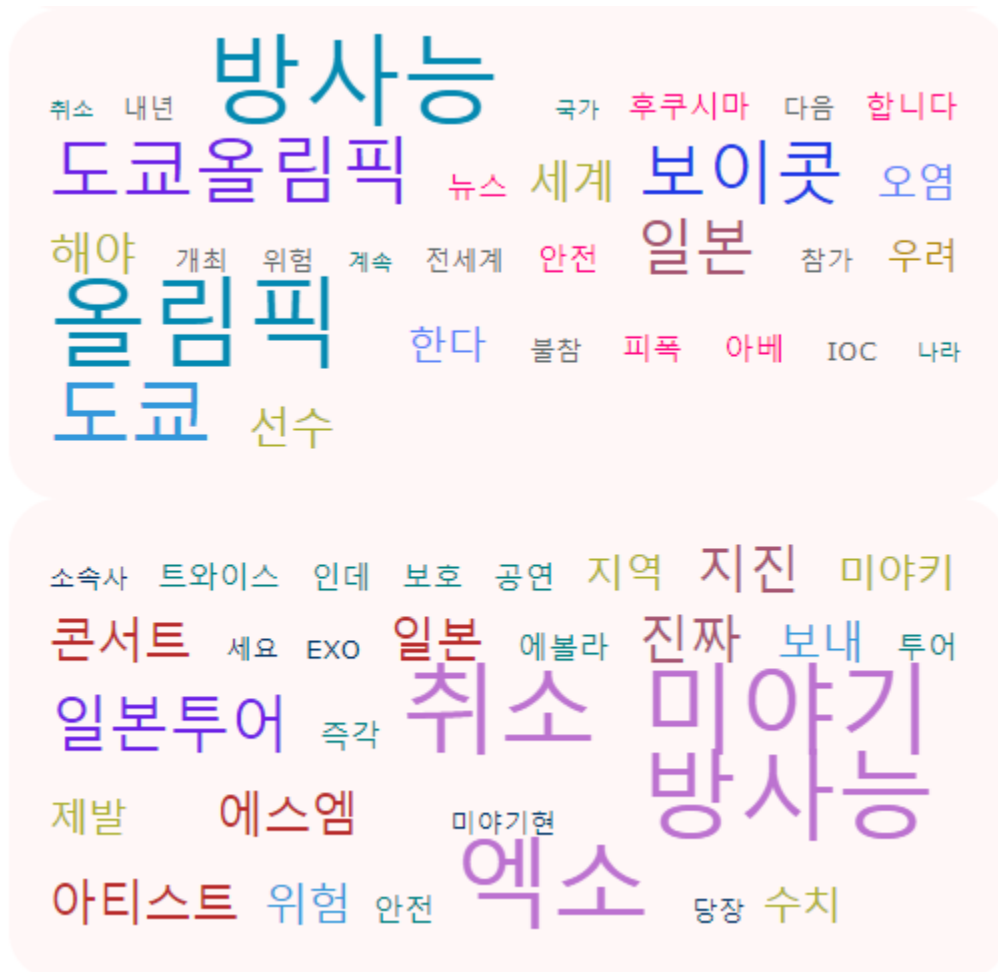 취소 내년 방사능 국가 후쿠시마 다음 합니다
도쿄올림픽 뉴스 세계 보이콧 오염
해야 개최 위험 계속 전세계 안전 일본 참가 우려
올림픽 한다 불참 피폭 아베 IOC 나라
도쿄 선수
소속사 트와이스 인데 보호 공연 지역 지진 미야키
콘서트 세요 EXO 일본 에볼라 진짜 보내 투어
일본투어 즉각 취소 미야기
제발 에스엠 미야기현 방사능
아티스트 위험 안전 엑소 당장 수치